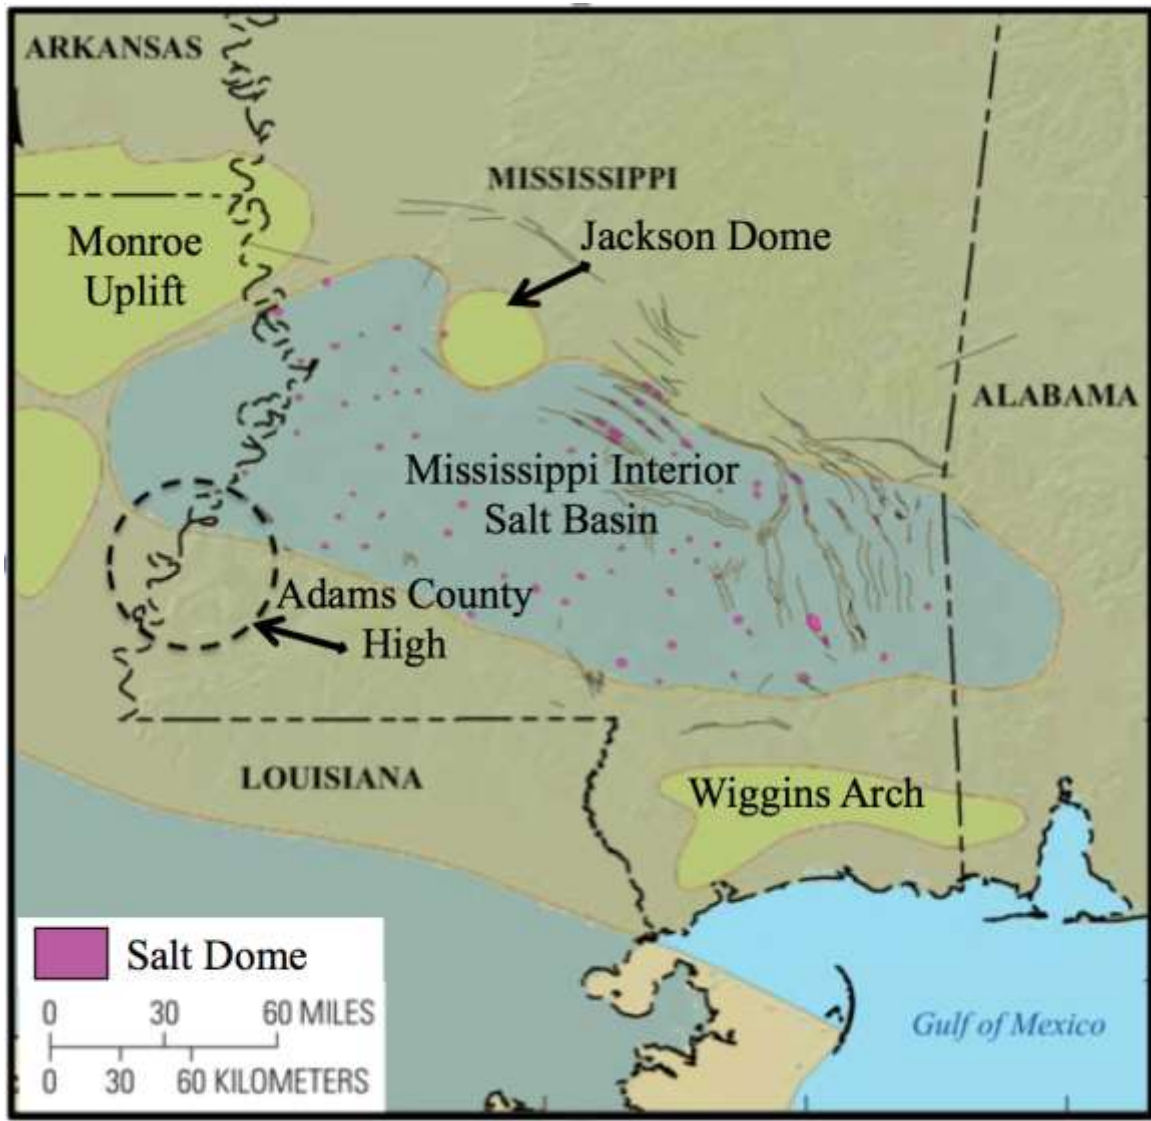 ARKANSAS
MISSISSIPPI
Monroe
Uplift
Jackson Dome
ALABAMA
Mississippi Interior
Salt Basin
Adams County
High
LOUISIANA
Wiggins Arch
Salt Dome
0 30 60 MILES
0 30 60 KILOMETERS
Gulf of Mexico